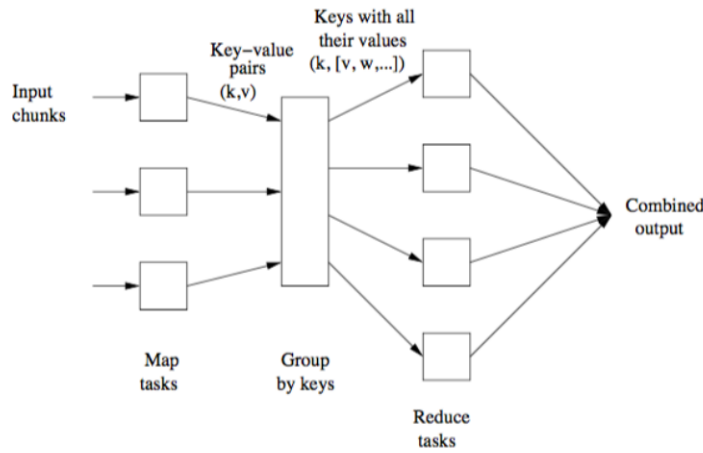 Keys with all
their values
(k, [v, w,...])
Key−value
pairs
(k,v)
Input
chunks
Combined
output
Map
tasks
Group
by keys
Reduce
tasks